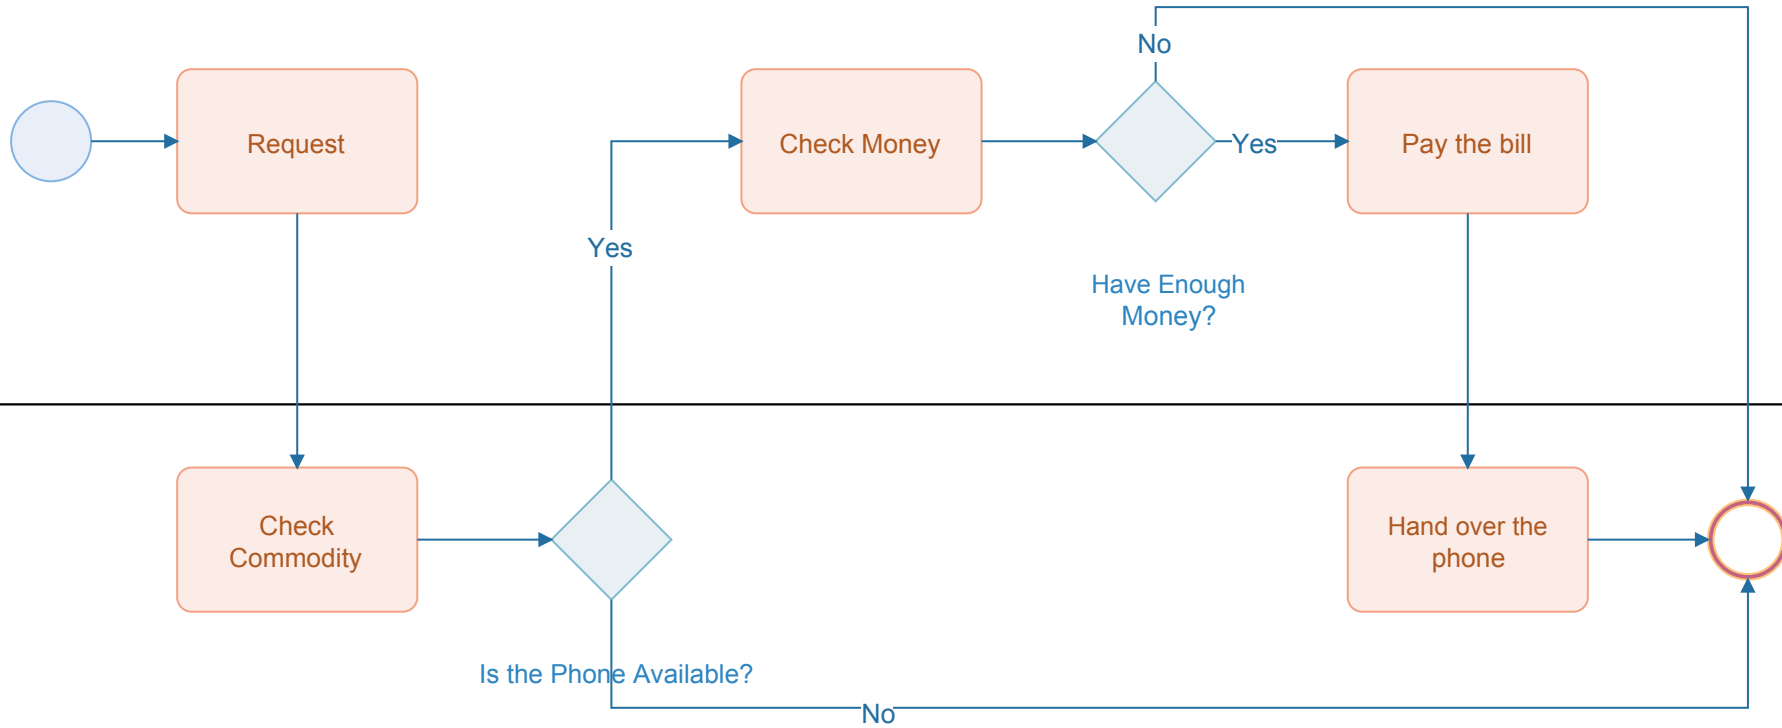 No
Request
Check Money
Yes
Pay the bill
Yes
Have Enough
Money?
Check
Commodity
Hand over the
phone
Is the Phone Available?
No